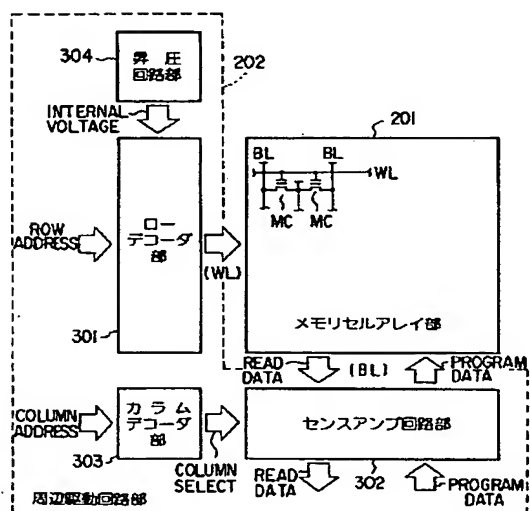 304
昇圧
回路部
202
INTERNAL
VOLTAGE
201
BL
BL
WL
MC
MC
ROW
ADDRESS
ロー
デコーダ
部
(WL)
メモリセルアレイ部
301
READ
DATA
(BL)
PROGRAM
DATA
COLUMN
ADDRESS
カラム
デコーダ
部
センスアンプ回路部
303
COLUMN
SELECT
READ
DATA
302
PROGRAM
DATA
周辺駆動回路部